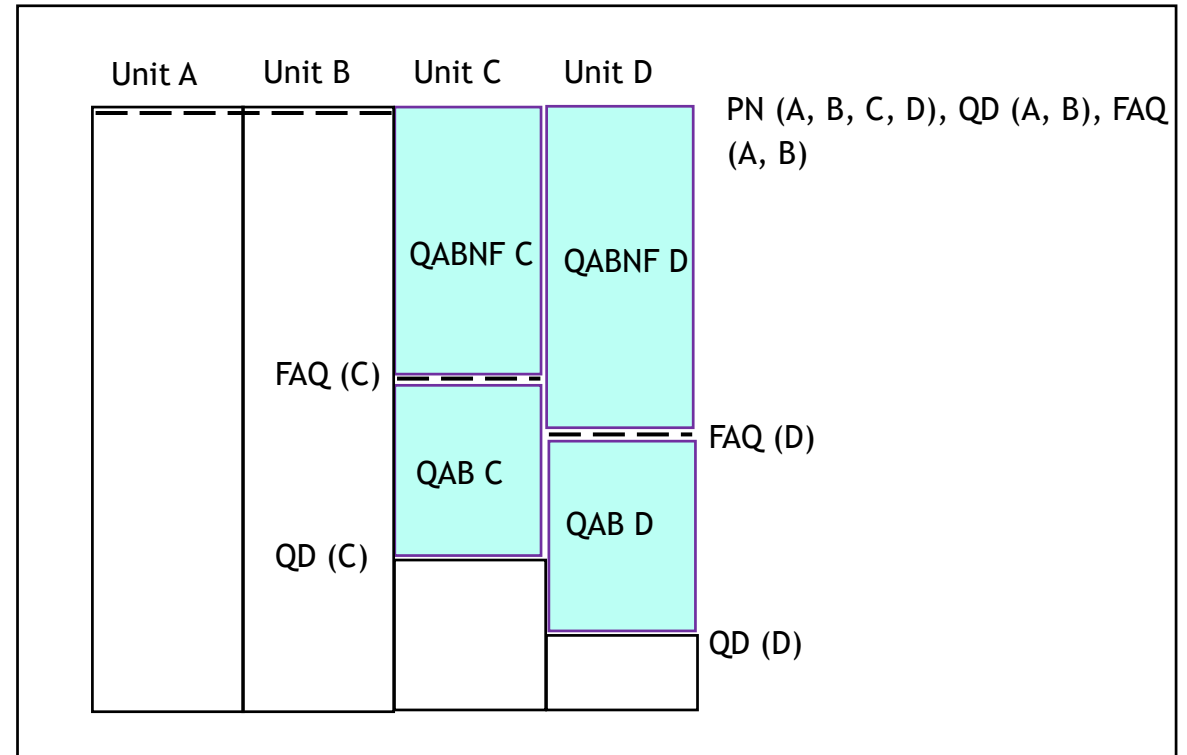 Unit A
Unit B
Unit C
Unit D
PN (A, B, C, D), QD (A, B), FAQ
(A, B)
QABNF C
QABNF D
FAQ (C)
FAQ (D)
QAB C
QAB D
QD (C)
QD (D)